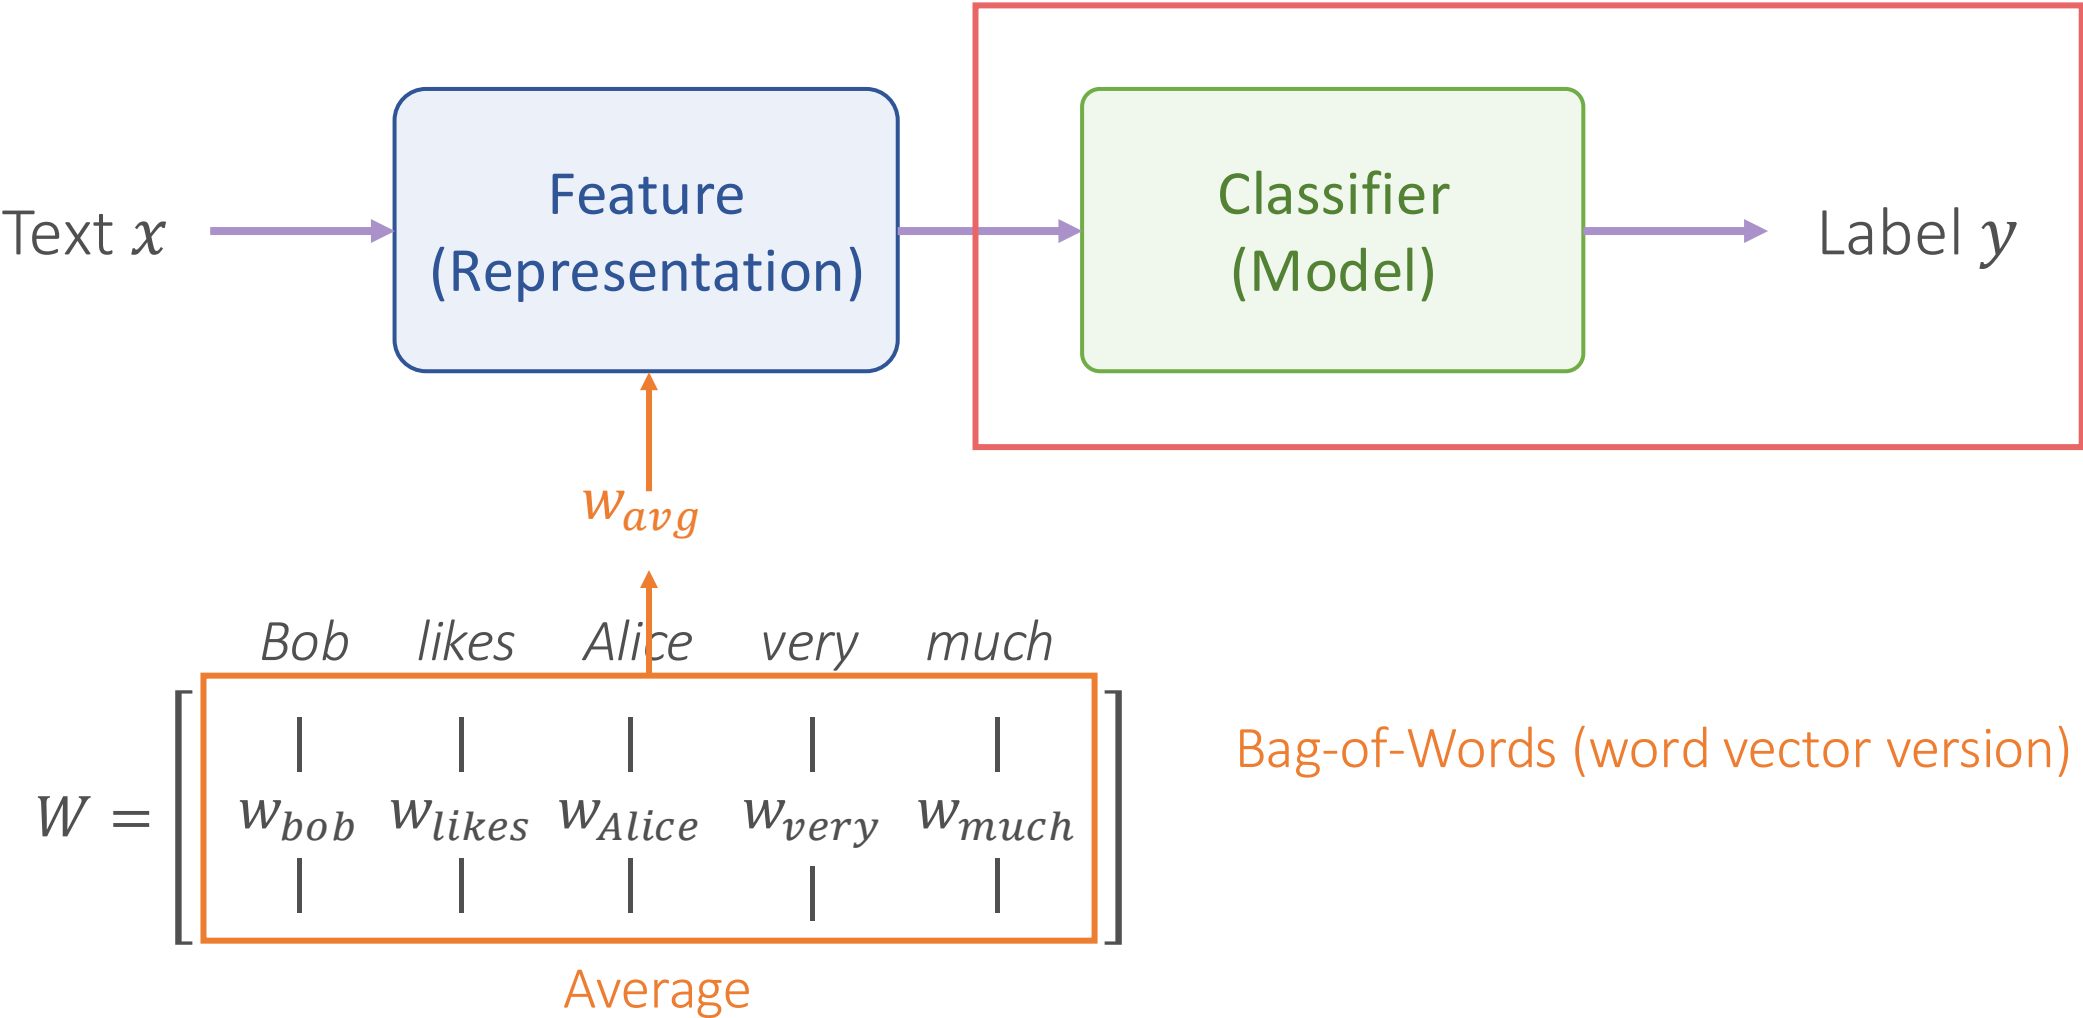 Text x
Feature
(Representation)
Classifier
(Model)
Label y
w_avg
Bob likes Alice very much
W = [ w_bob w_likes w_Alice w_very w_much ]
Bag-of-Words (word vector version)
Average